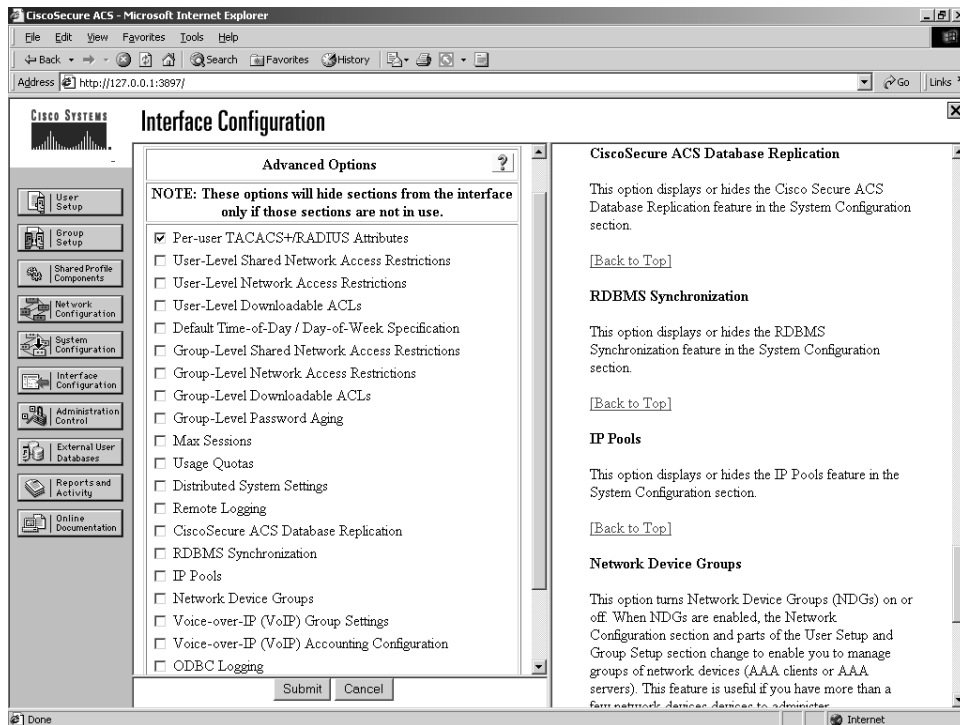 CiscoSecure ACS - Microsoft Internet Explorer
File Edit View Favorites Tools Help
Back Search Favorites History
Address http://127.0.0.1:3897/ Go Links
CISCO SYSTEMS
Interface Configuration
User Setup
Group Setup
Shared Profile Components
Network Configuration
System Configuration
Interface Configuration
Administration Control
External User Databases
Reports and Activity
Online Documentation
Advanced Options ?
NOTE: These options will hide sections from the interface
only if those sections are not in use.
Per-user TACACS+/RADIUS Attributes
User-Level Shared Network Access Restrictions
User-Level Network Access Restrictions
User-Level Downloadable ACLs
Default Time-of-Day / Day-of-Week Specification
Group-Level Shared Network Access Restrictions
Group-Level Network Access Restrictions
Group-Level Downloadable ACLs
Group-Level Password Aging
Max Sessions
Usage Quotas
Distributed System Settings
Remote Logging
CiscoSecure ACS Database Replication
RDBMS Synchronization
IP Pools
Network Device Groups
Voice-over-IP (VoIP) Group Settings
Voice-over-IP (VoIP) Accounting Configuration
ODBC Logging
Submit Cancel
CiscoSecure ACS Database Replication
This option displays or hides the Cisco Secure ACS
Database Replication feature in the System Configuration
section.
[Back to Top]
RDBMS Synchronization
This option displays or hides the RDBMS
Synchronization feature in the System Configuration
section.
[Back to Top]
IP Pools
This option displays or hides the IP Pools feature in the
System Configuration section.
[Back to Top]
Network Device Groups
This option turns Network Device Groups (NDGs) on or
off. When NDGs are enabled, the Network
Configuration section and parts of the User Setup and
Group Setup section change to enable you to manage
groups of network devices (AAA clients or AAA
servers). This feature is useful if you have more than a
few network devices devices to administer.
Done Internet